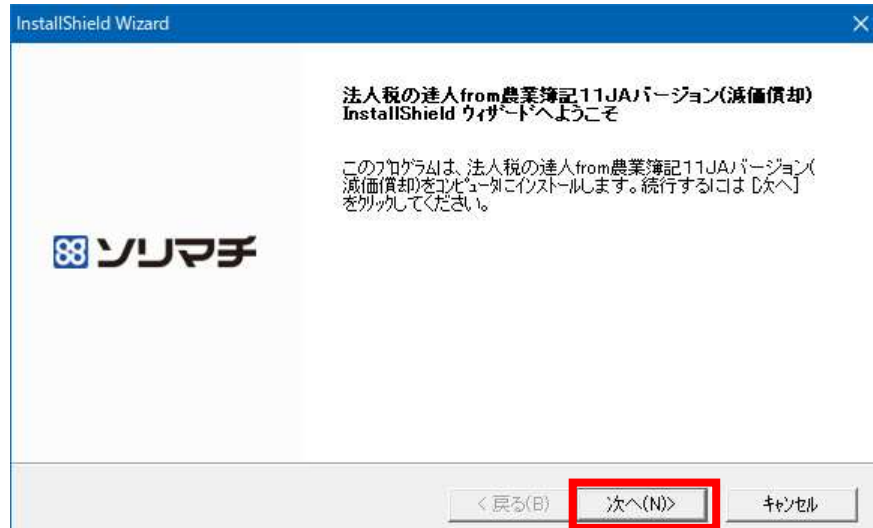 InstallShield Wizard
法人税の達人from農業簿記11JAバージョン(減価償却)
InstallShield ウィザードへようこそ
このプログラムは、法人税の達人from農業簿記11JAバージョン(
減価償却)をコンピュータにインストールします。続行するには [次へ]
をクリックしてください。
ソリマチ
< 戻る(B)
次へ(N)>
キャンセル